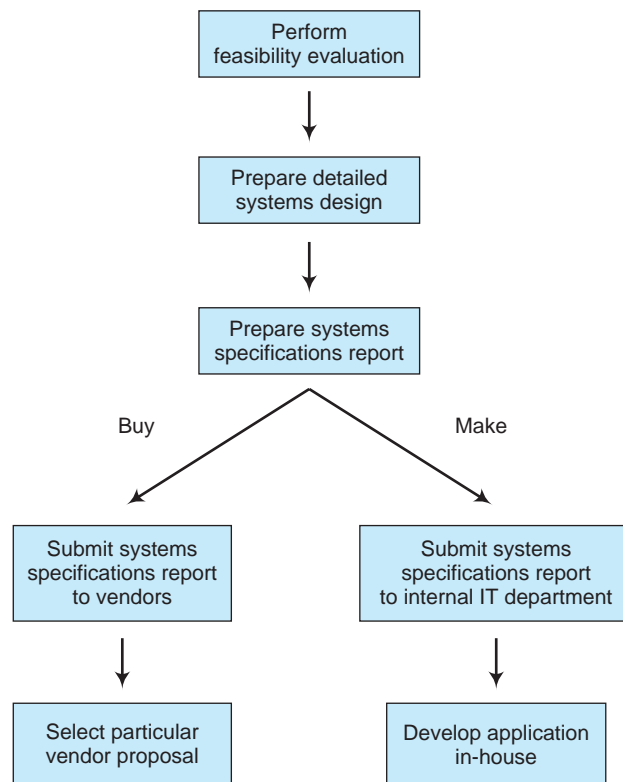 Perform
feasibility evaluation
Prepare detailed
systems design
Prepare systems
specifications report
Buy
Make
Submit systems
specifications report
to vendors
Submit systems
specifications report
to internal IT department
Select particular
vendor proposal
Develop application
in-house